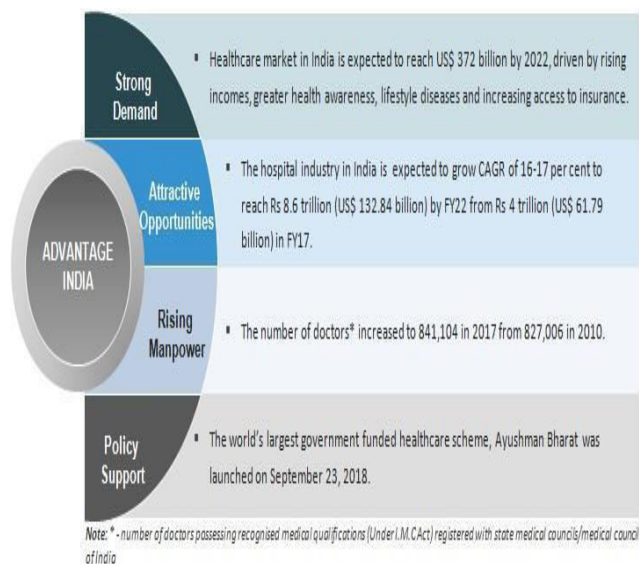 Strong
Demand
▪ Healthcare market in India is expected to reach US$ 372 billion by 2022, driven by rising
incomes, greater health awareness, lifestyle diseases and increasing access to insurance.
ADVANTAGE
INDIA
Attractive
Opportunities
▪ The hospital industry in India is expected to grow CAGR of 16-17 per cent to
reach Rs 8.6 trillion (US$ 132.84 billion) by FY22 from Rs 4 trillion (US$ 61.79
billion) in FY17.
Rising
Manpower
▪ The number of doctors* increased to 841,104 in 2017 from 827,006 in 2010.
Policy
Support
▪ The world's largest government funded healthcare scheme, Ayushman Bharat was
launched on September 23, 2018.
Note: * - number of doctors possessing recognised medical qualifications (Under I.M.C Act) registered with state medical councils/medical council
of India